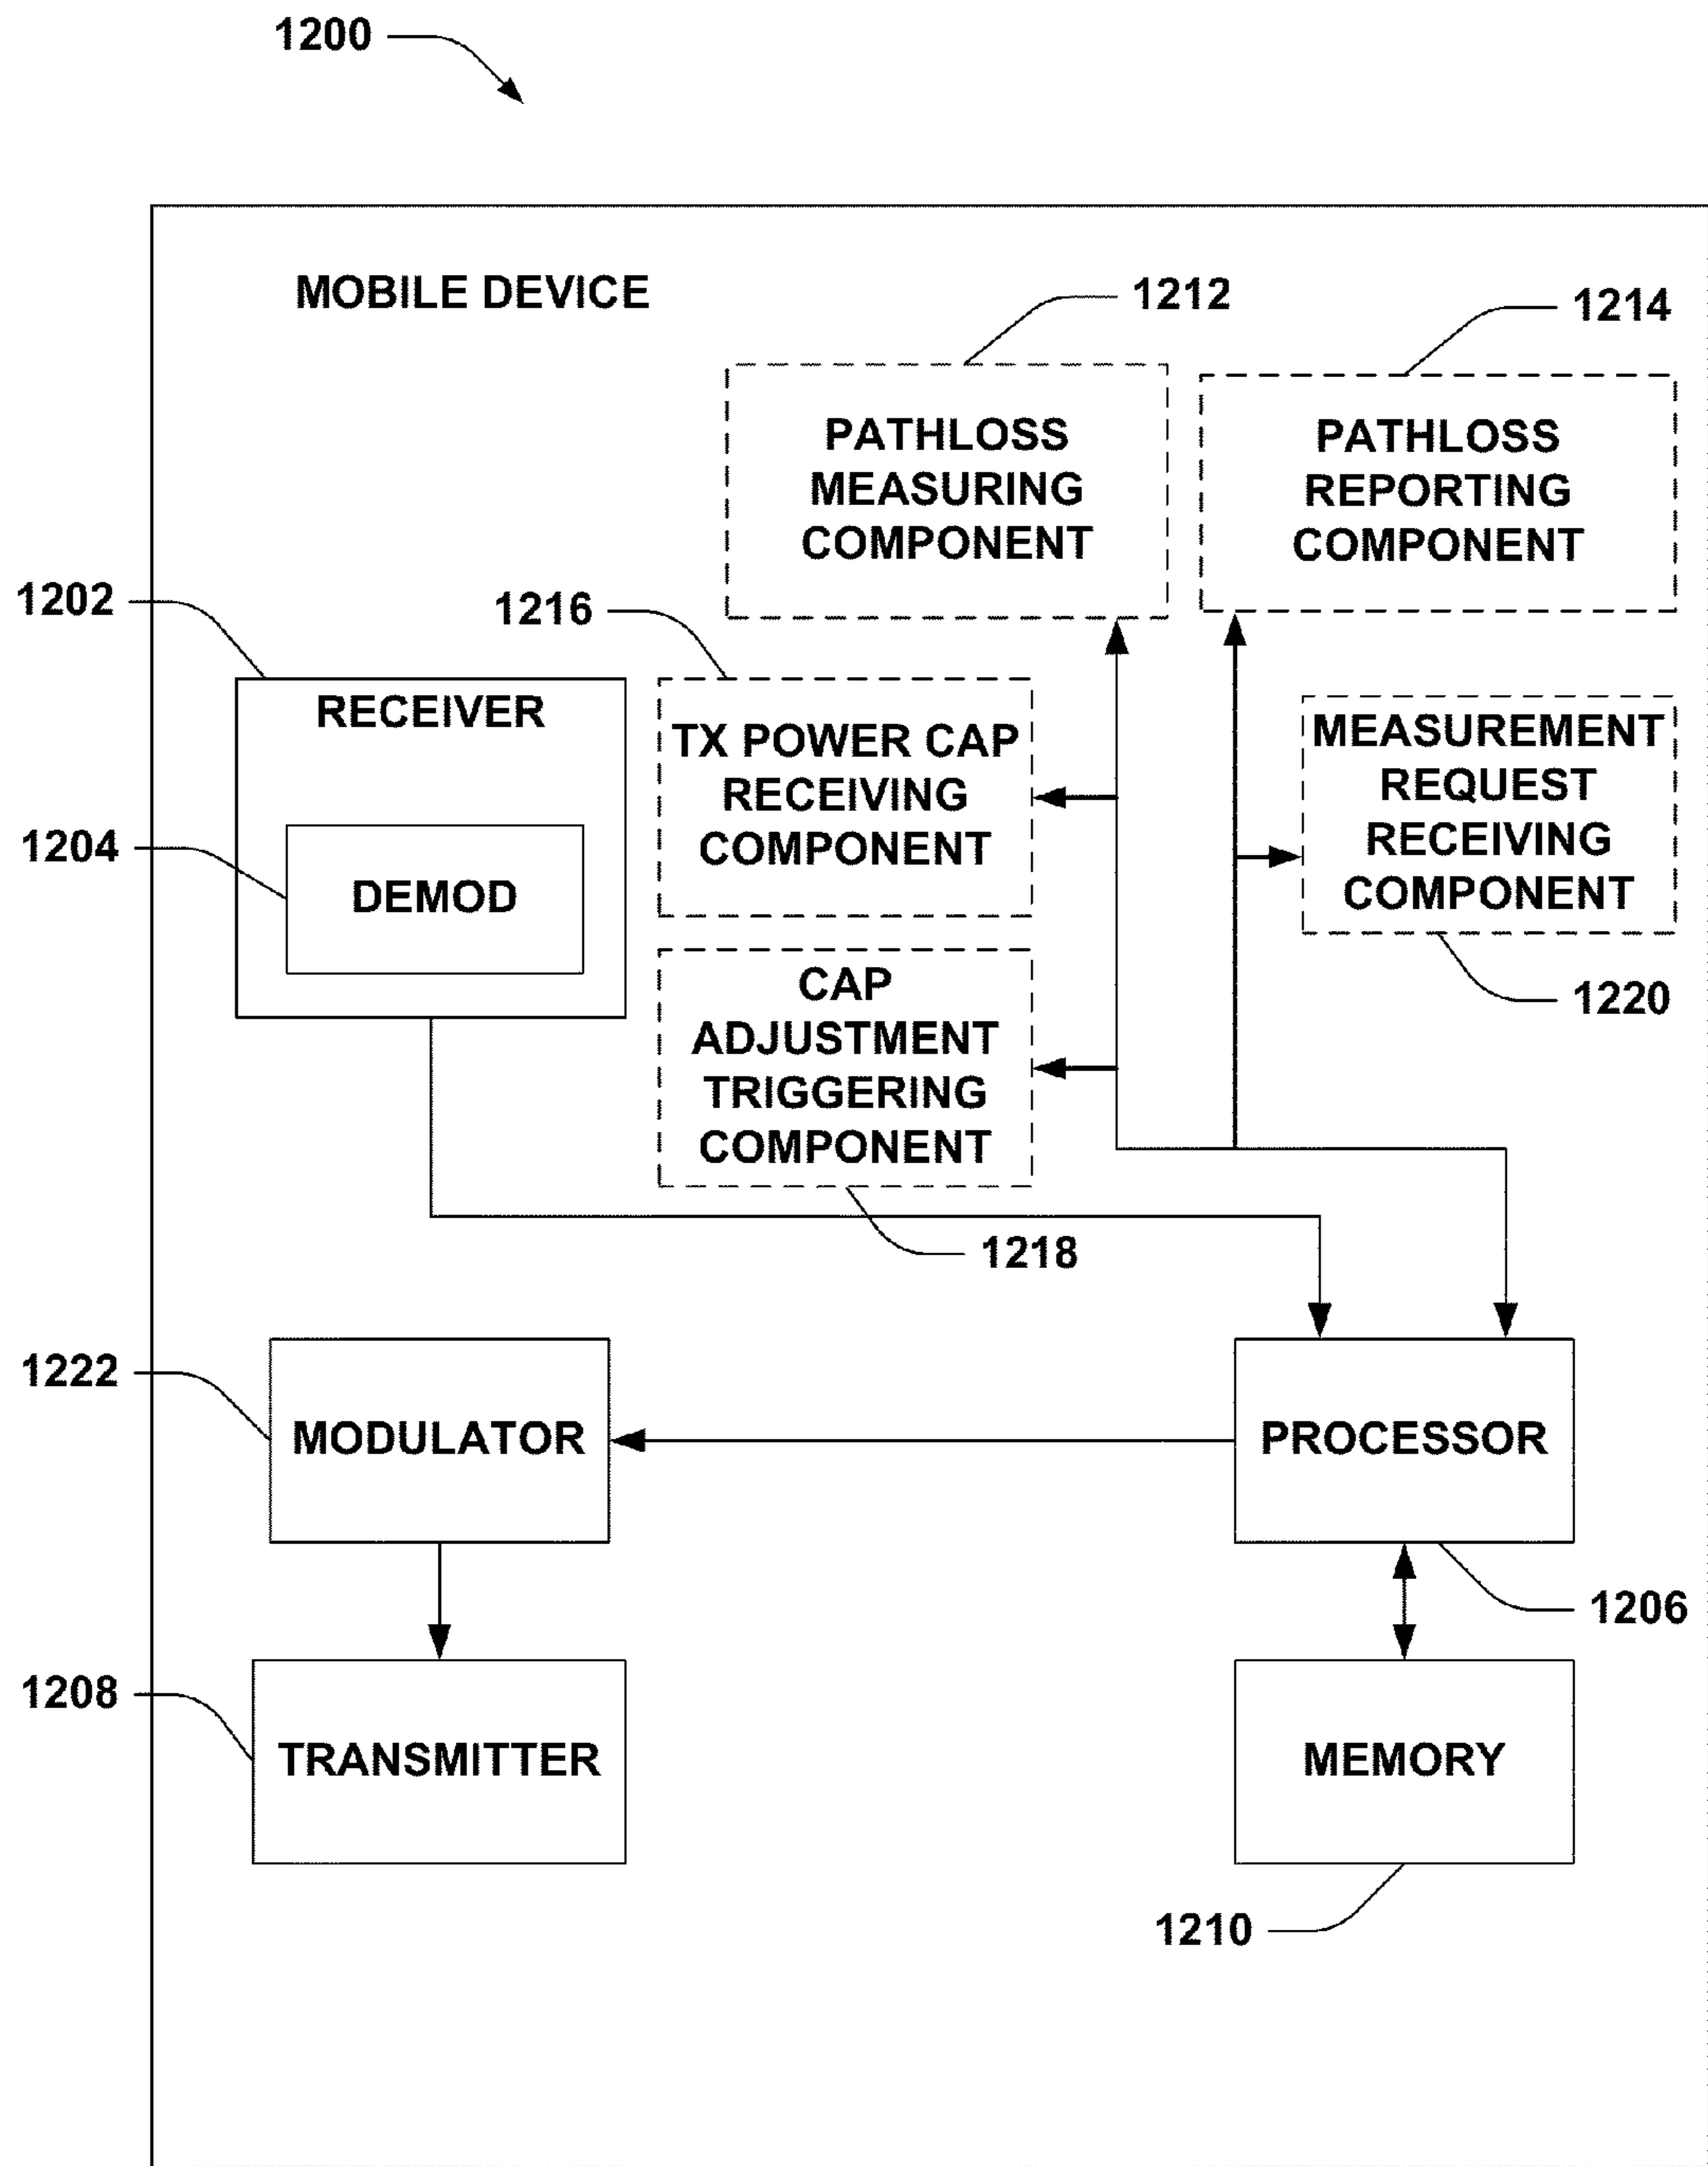 1200
MOBILE DEVICE
1212
1214
PATHLOSS
MEASURING
COMPONENT
PATHLOSS
REPORTING
COMPONENT
1202
1216
RECEIVER
TX POWER CAP
RECEIVING
COMPONENT
MEASUREMENT
REQUEST
RECEIVING
COMPONENT
1204
DEMOD
CAP
ADJUSTMENT
TRIGGERING
COMPONENT
1220
1218
1222
MODULATOR
PROCESSOR
1206
1208
TRANSMITTER
MEMORY
1210